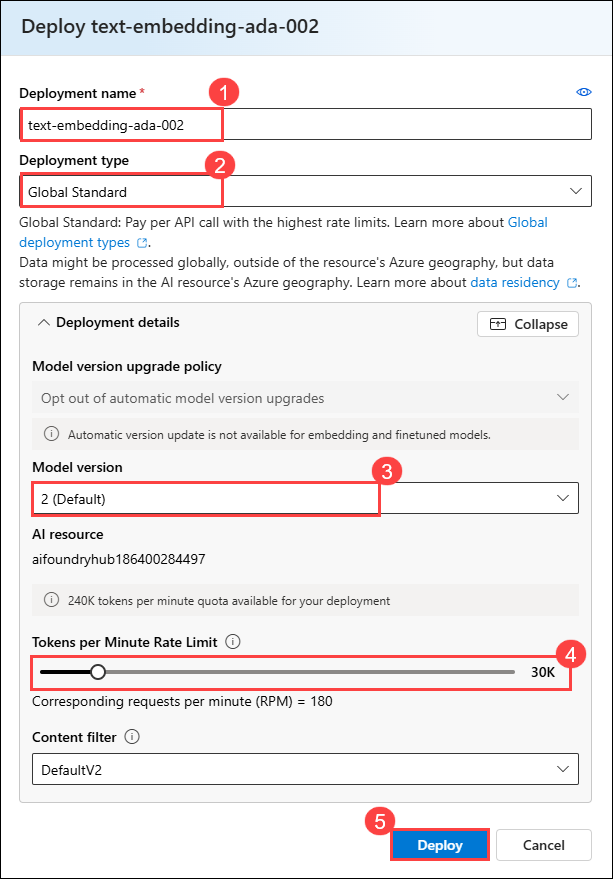 Deploy text-embedding-ada-002
Deployment name *
1
text-embedding-ada-002
Deployment type
2
Global Standard
Global Standard: Pay per API call with the highest rate limits. Learn more about Global
deployment types.
Data might be processed globally, outside of the resource's Azure geography, but data
storage remains in the AI resource's Azure geography. Learn more about data residency.
Deployment details
Collapse
Model version upgrade policy
Opt out of automatic model version upgrades
Automatic version update is not available for embedding and finetuned models.
Model version
3
2 (Default)
AI resource
aifoundryhub186400284497
240K tokens per minute quota available for your deployment
Tokens per Minute Rate Limit
4
30K
Corresponding requests per minute (RPM) = 180
Content filter
DefaultV2
5
Deploy
Cancel